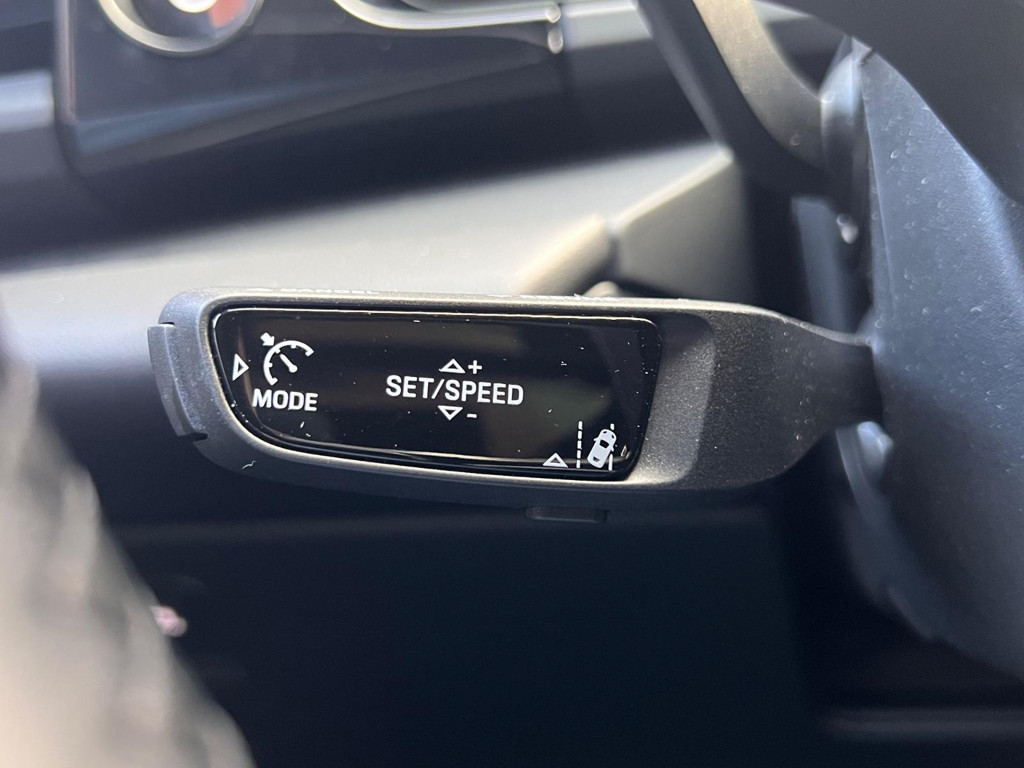 MODE
+
SET/SPEED
-